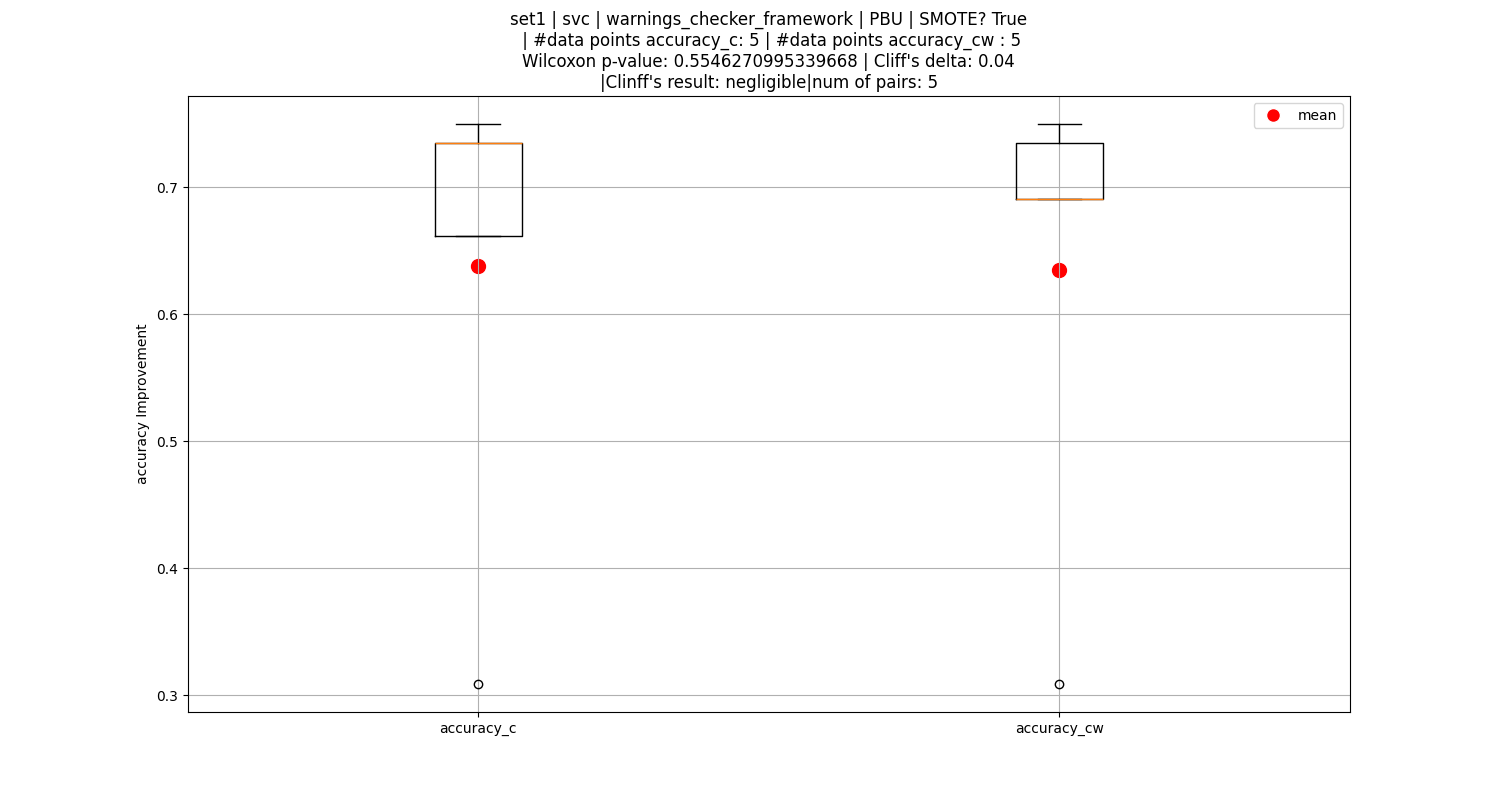 set1 | svc | warnings_checker_framework | PBU | SMOTE? True
| #data points accuracy_c: 5 | #data points accuracy_cw : 5
Wilcoxon p-value: 0.5546270995339668 | Cliff's delta: 0.04
|Clinff's result: negligible|num of pairs: 5
mean
accuracy Improvement
0.7
0.6
0.5
0.4
0.3
accuracy_c
accuracy_cw